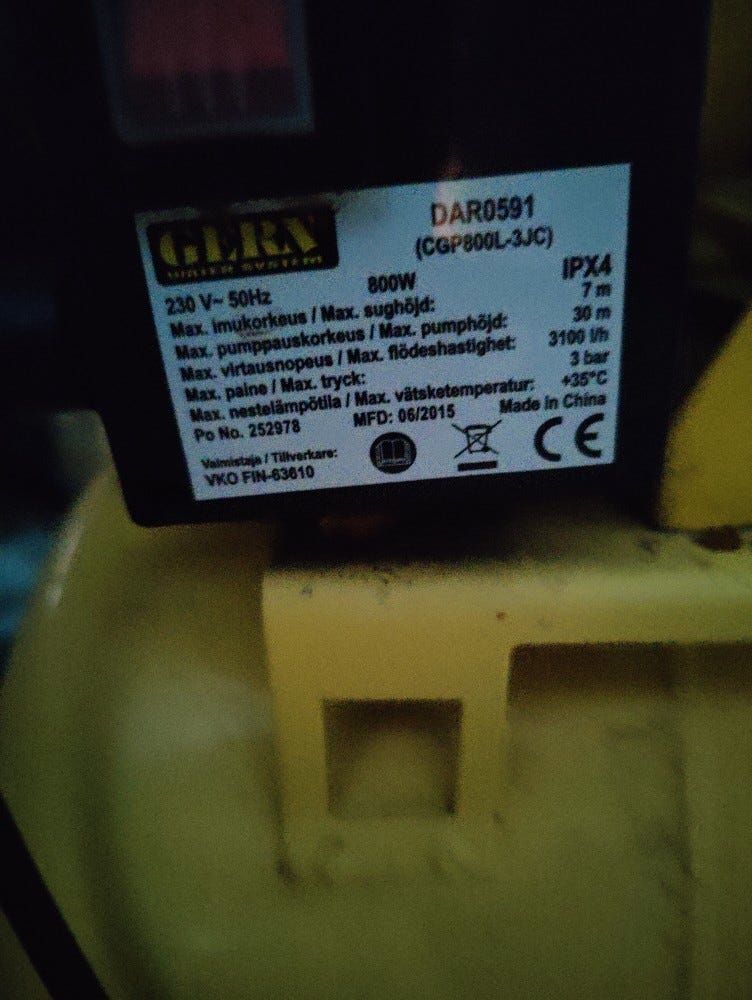 GERX
WATER SYSTEM
DAR0591
(CGP800L-3JC)
230 V~ 50Hz 800W IPX4
Max. imukorkeus / Max. sughöjd: 7 m
Max. pumppauskorkeus / Max. pumphöjd: 30 m
Max. virtausnopeus / Max. flödeshastighet: 3100 l/h
Max. paine / Max. tryck: 3 bar
Max. nestelämpötila / Max. vätsketemperatur: +35°C
Po No. 252978 MFD: 06/2015 Made in China
Valmistaja / Tillverkare:
VKO FIN-63610
CE